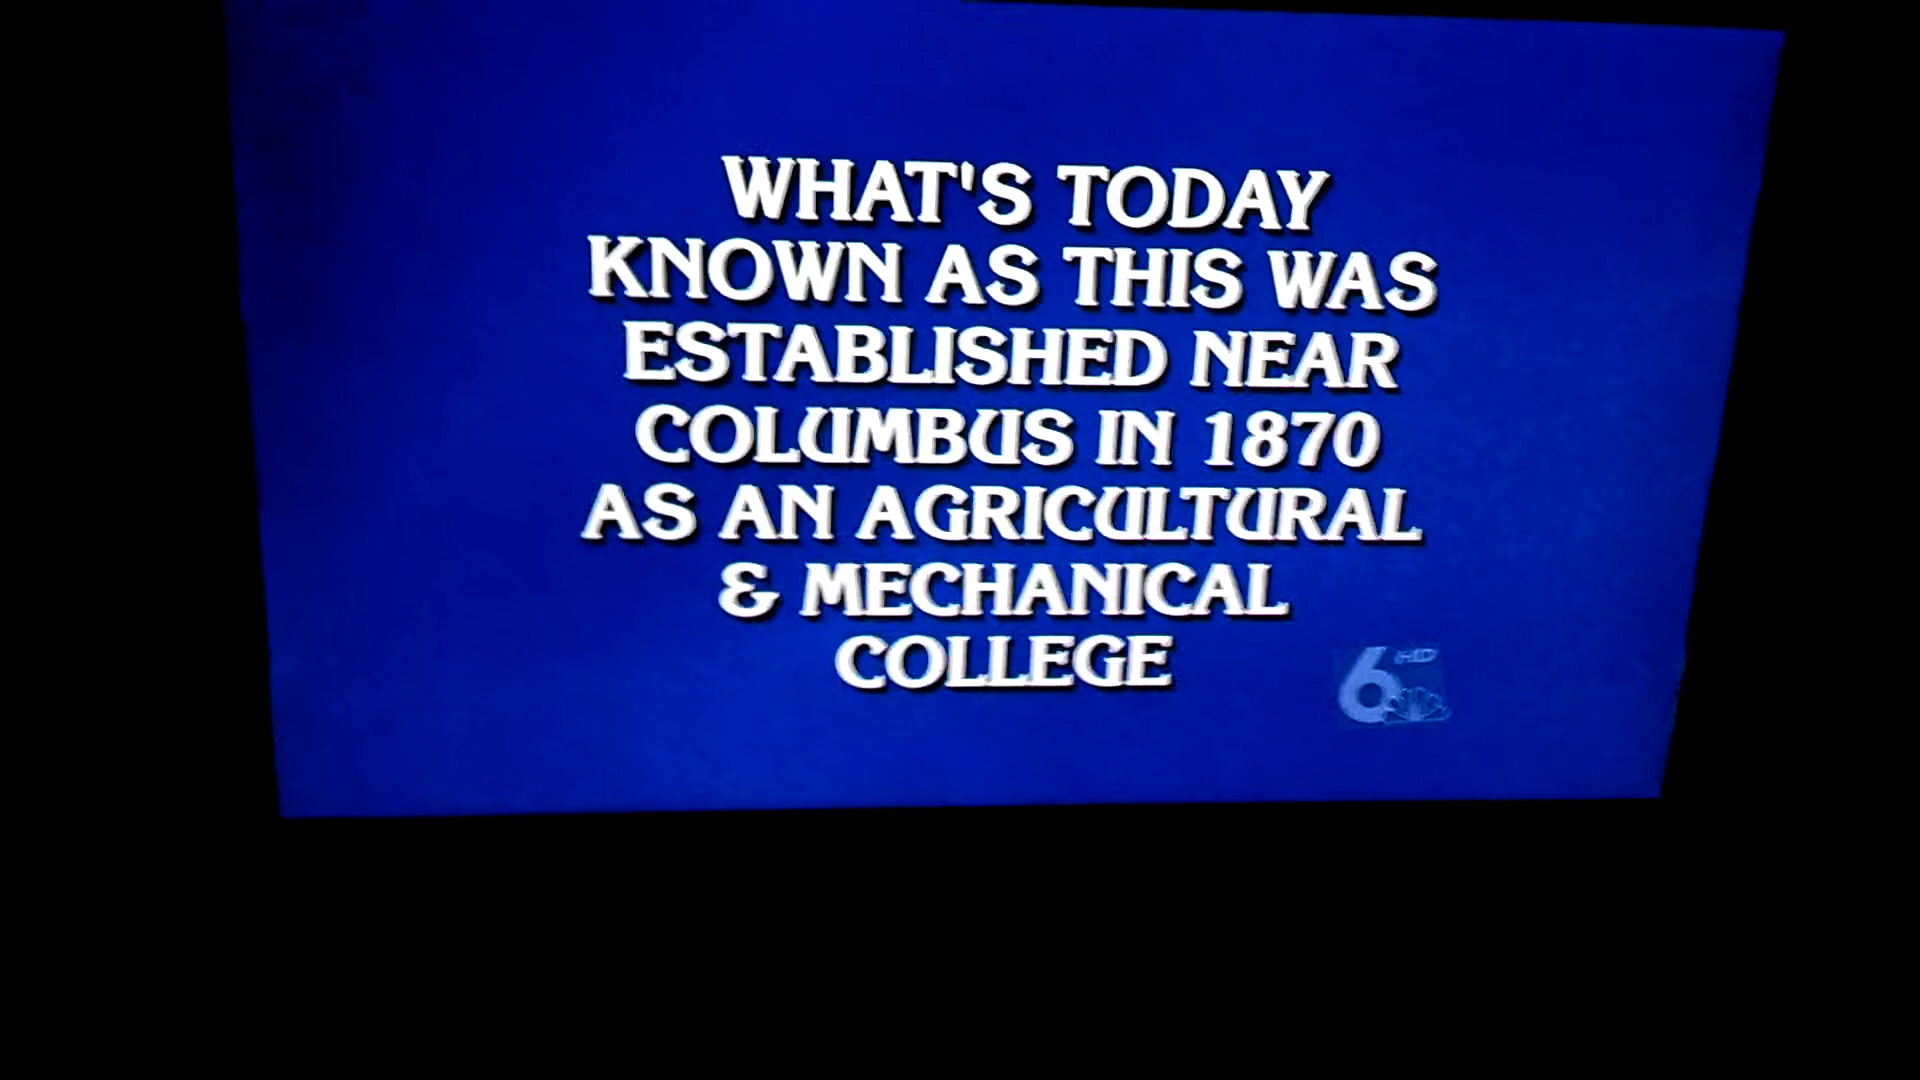 WHAT'S TODAY
KNOWN AS THIS WAS
ESTABLISHED NEAR
COLUMBUS IN 1870
AS AN AGRICULTURAL
& MECHANICAL
COLLEGE
6 HD